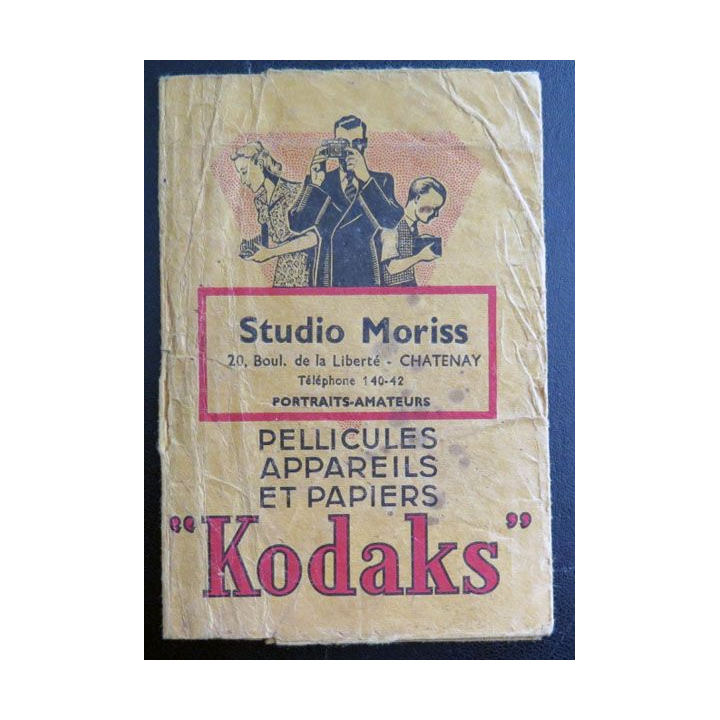 Studio Moriss
20, Boul. de la Liberté - CHATENAY
Téléphone 140-42
PORTRAITS-AMATEURS
PELLICULES
APPAREILS
ET PAPIERS
"Kodaks"